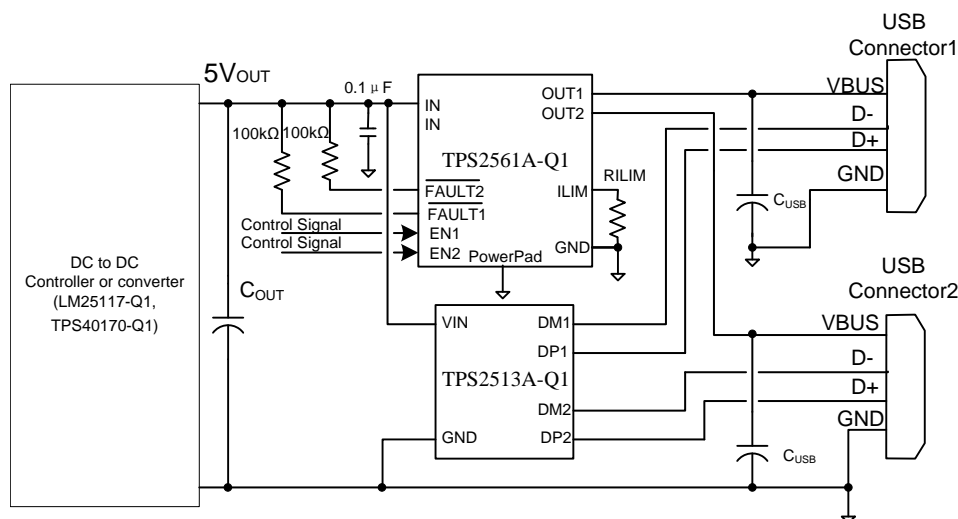 USB
Connector1
5VOUT
0.1 μF
100kΩ 100kΩ
IN
IN
OUT1
OUT2
TPS2561A-Q1
FAULT2
FAULT1
EN1
EN2
ILIM
GND
PowerPad
RILIM
Control Signal
Control Signal
VBUS
D-
D+
GND
CUSB
DC to DC
Controller or converter
(LM25117-Q1,
TPS40170-Q1)
COUT
VIN
DM1
DP1
TPS2513A-Q1
DM2
GND
DP2
USB
Connector2
VBUS
D-
D+
GND
CUSB